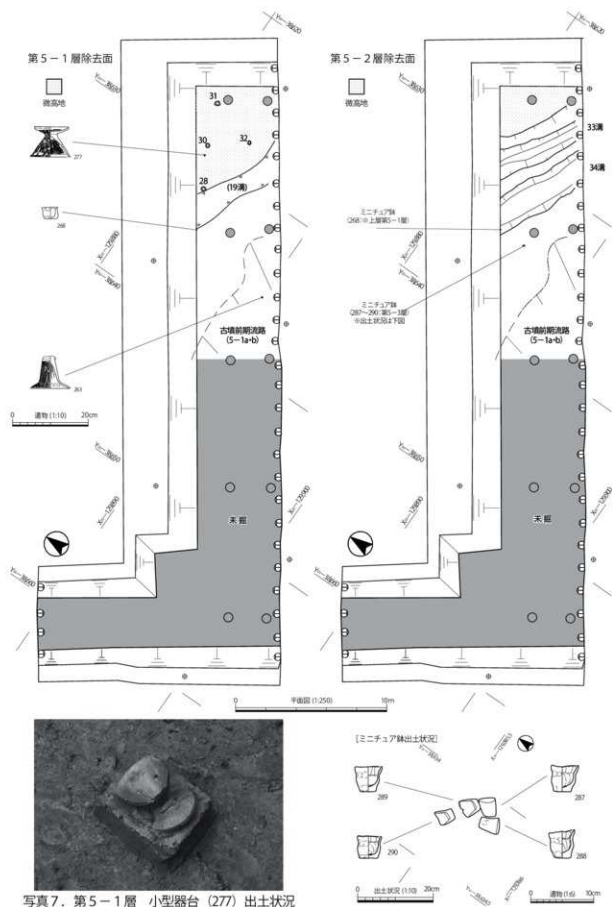 第5−1層除去面
微高地
31
30
32
28
(19溝)
277
268
263
古墳前期流路
(5−1a・b)
未掘
0 遺物(1:10) 20cm
第5−2層除去面
微高地
33溝
34溝
ミニチュア鉢
(268:※上層第5−1層)
ミニチュア鉢
(287〜290:第5−3層)
※出土状況は下図
古墳前期流路
(5−1a・b)
未掘
0 平面図(1:250) 10m
[ミニチュア鉢出土状況]
289
287
290
288
0 出土状況(1:10) 20cm
0 遺物(1:6) 10cm
写真7.第5−1層 小型器台(277)出土状況